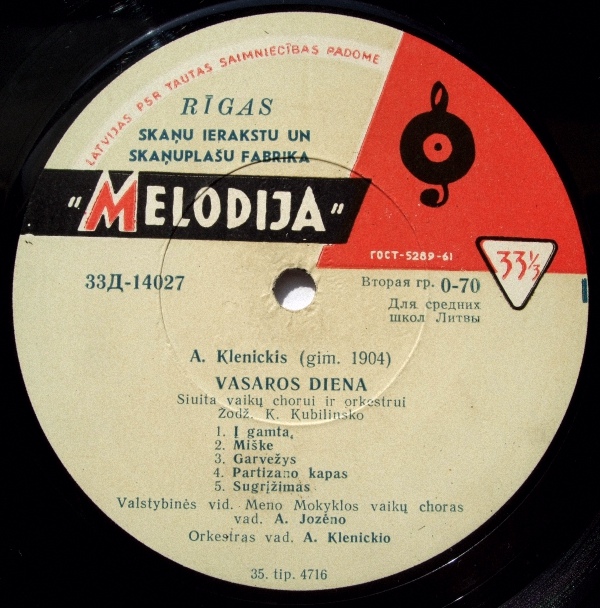 LATVIJAS PSR TAUTAS SAIMNIECĪBAS PADOME
RĪGAS
SKAŅU IERAKSTU UN
SKAŅUPLAŠU FABRIKA
"MELODIJA"
ГОСТ-5289-61
33⅓
33Д-14027
Вторая гр. 0-70
Для средних
школ Литвы
A. Klenickis (gim. 1904)
VASAROS DIENA
Siuita vaikų chorui ir orkestrui
Žodž. K. Kubilinsko
1. Į gamtą
2. Miške
3. Garvežys
4. Partizano kapas
5. Sugrįžimas
Valstybinės vid. Meno Mokyklos vaikų choras
vad. A. Jozėno
Orkestras vad. A. Klenickio
35. tip. 4716